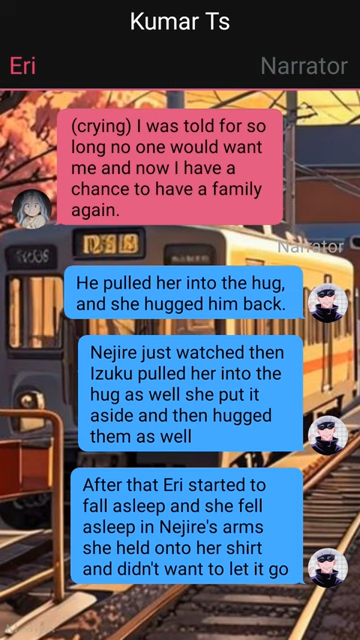 Kumar Ts
Eri
Narrator
(crying) I was told for so
long no one would want
me and now I have a
chance to have a family
again.
Narrator
He pulled her into the hug,
and she hugged him back.
Nejire just watched then
Izuku pulled her into the
hug as well she put it
aside and then hugged
them as well
After that Eri started to
fall asleep and she fell
asleep in Nejire's arms
she held onto her shirt
and didn't want to let it go